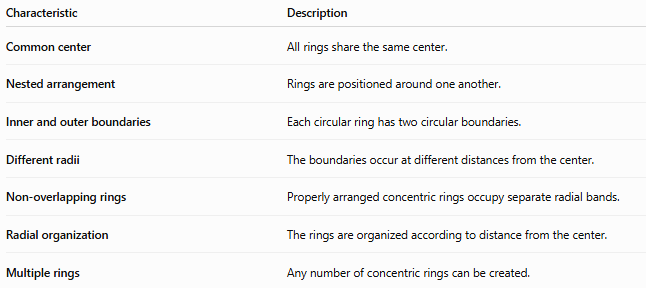 Characteristic Description
Common center All rings share the same center.
Nested arrangement Rings are positioned around one another.
Inner and outer boundaries Each circular ring has two circular boundaries.
Different radii The boundaries occur at different distances from the center.
Non-overlapping rings Properly arranged concentric rings occupy separate radial bands.
Radial organization The rings are organized according to distance from the center.
Multiple rings Any number of concentric rings can be created.